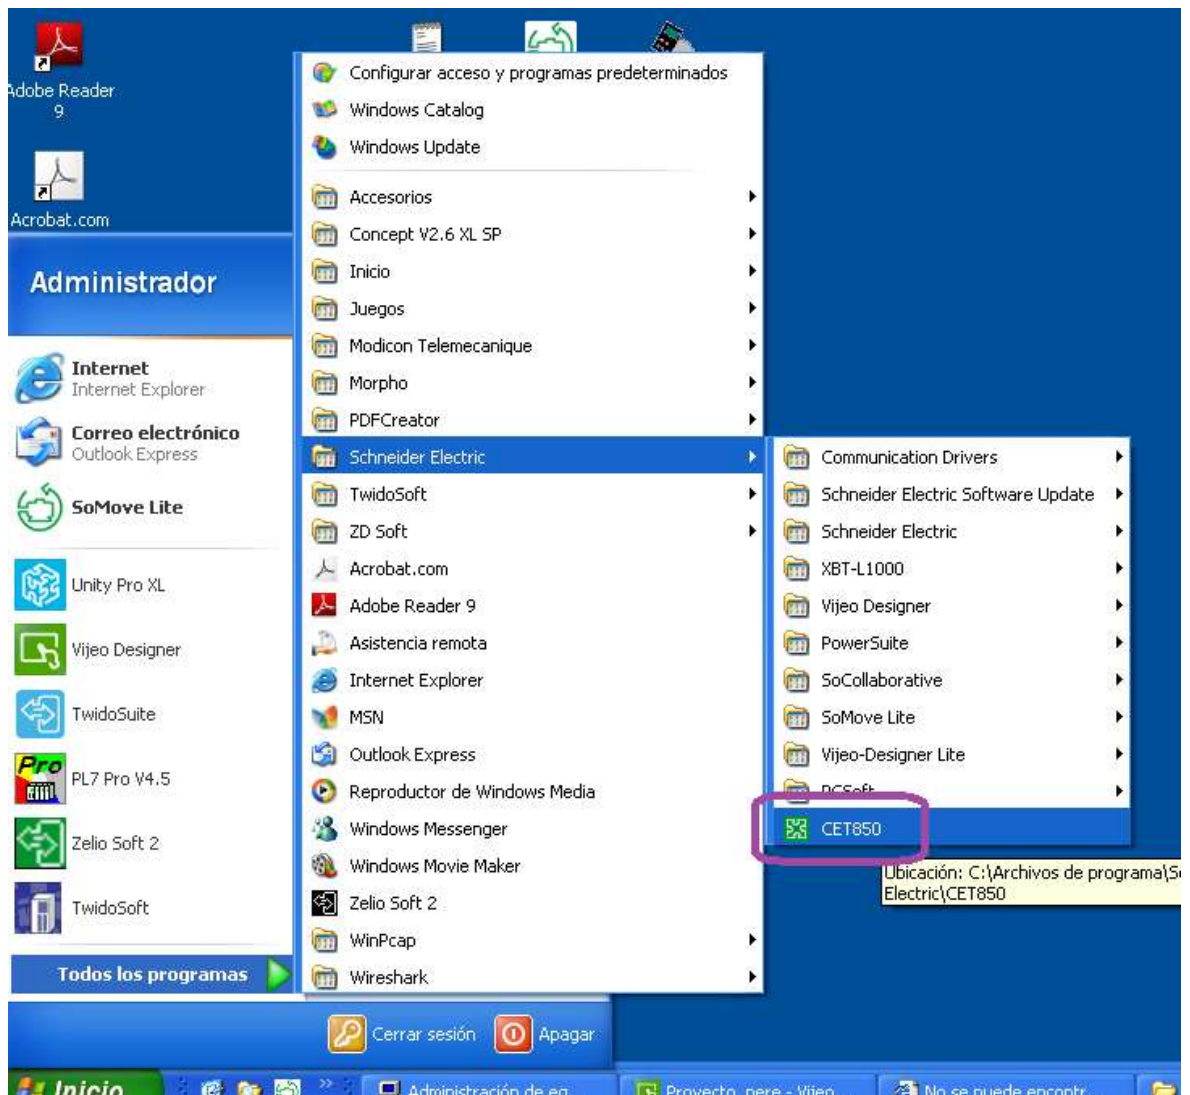 Adobe Reader
9
Acrobat.com
Administrador
Internet
Internet Explorer
Correo electrónico
Outlook Express
SoMove Lite
Unity Pro XL
Vijeo Designer
TwidoSuite
Pro
PL7 Pro V4.5
Zelio Soft 2
TwidoSoft
Todos los programas
Configurar acceso y programas predeterminados
Windows Catalog
Windows Update
Accesorios
Concept V2.6 XL SP
Inicio
Juegos
Modicon Telemecanique
Morpho
PDFCreator
Schneider Electric
TwidoSoft
ZD Soft
Acrobat.com
Adobe Reader 9
Asistencia remota
Internet Explorer
MSN
Outlook Express
Reproductor de Windows Media
Windows Messenger
Windows Movie Maker
Zelio Soft 2
WinPcap
Wireshark
Communication Drivers
Schneider Electric Software Update
Schneider Electric
XBT-L1000
Vijeo Designer
PowerSuite
SoCollaborative
SoMove Lite
Vijeo-Designer Lite
PCSoft
CET850
Ubicación: C:\Archivos de programa\S
Electric\CET850
Cerrar sesión
Apagar
Inicio
Administración de eq...
Proyecto_pere - Vijeo ...
No se puede encontr...